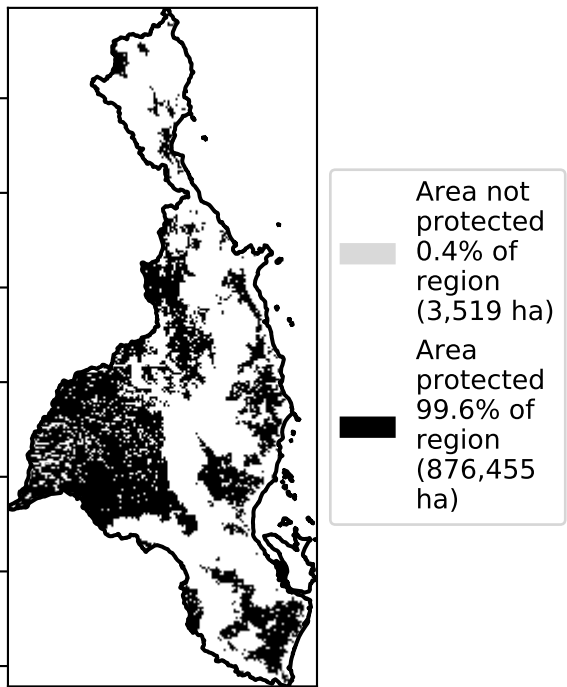 Area not
protected
0.4% of
region
(3,519 ha)
Area
protected
99.6% of
region
(876,455
ha)